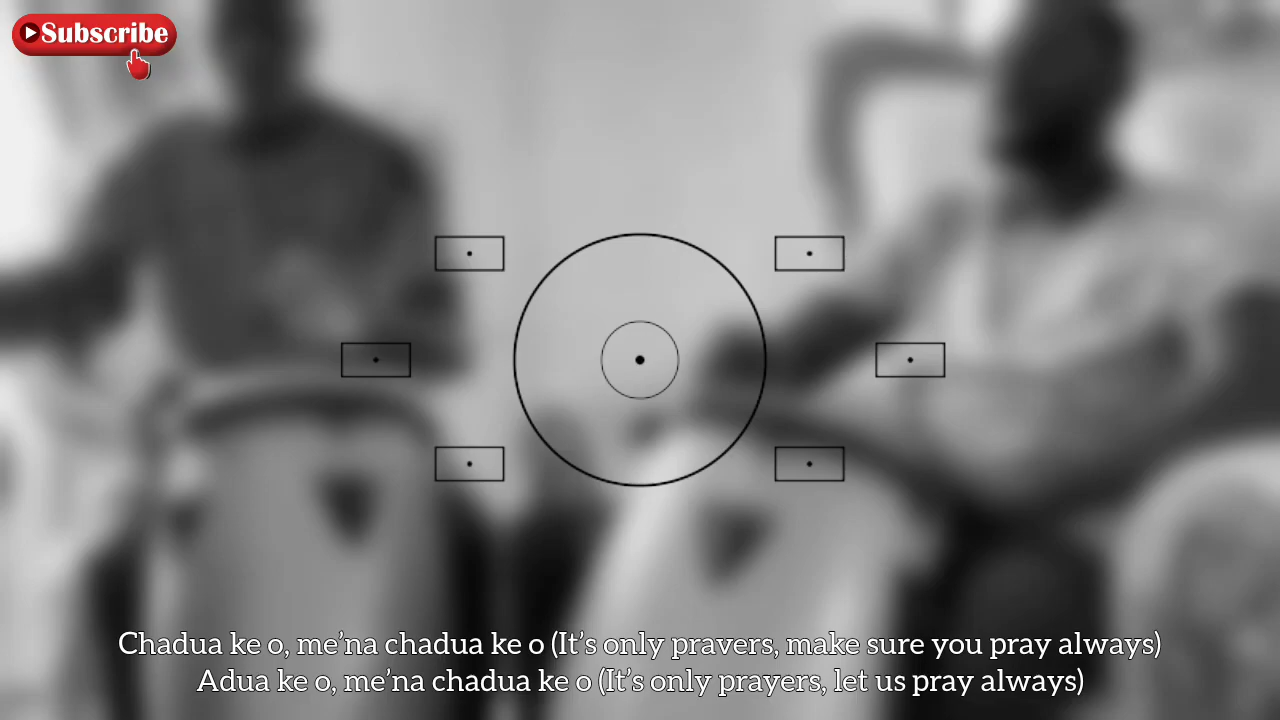 Subscribe
Chadua ke o, me’na chadua ke o (It’s only pravers, make sure you pray always)
Adua ke o, me’na chadua ke o (It’s only prayers, let us pray always)